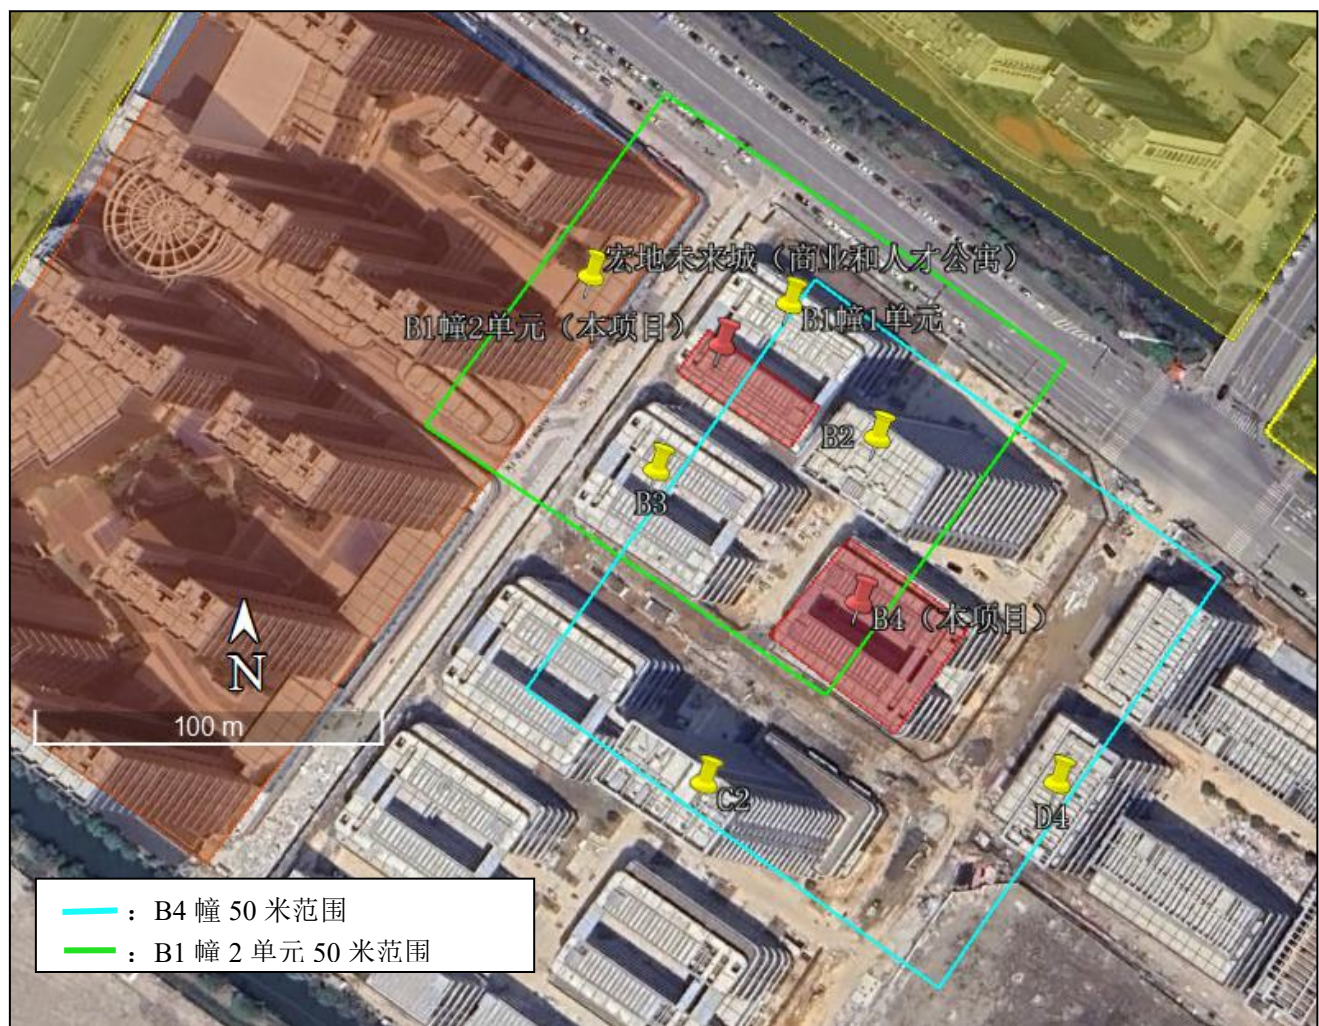 宏地未来城（商业和人才公寓）
B1幢2单元（本项目）
B1幢1单元
B2
B3
B4（本项目）
N
100 m
C2
D4
：B4 幢 50 米范围
：B1 幢 2 单元 50 米范围